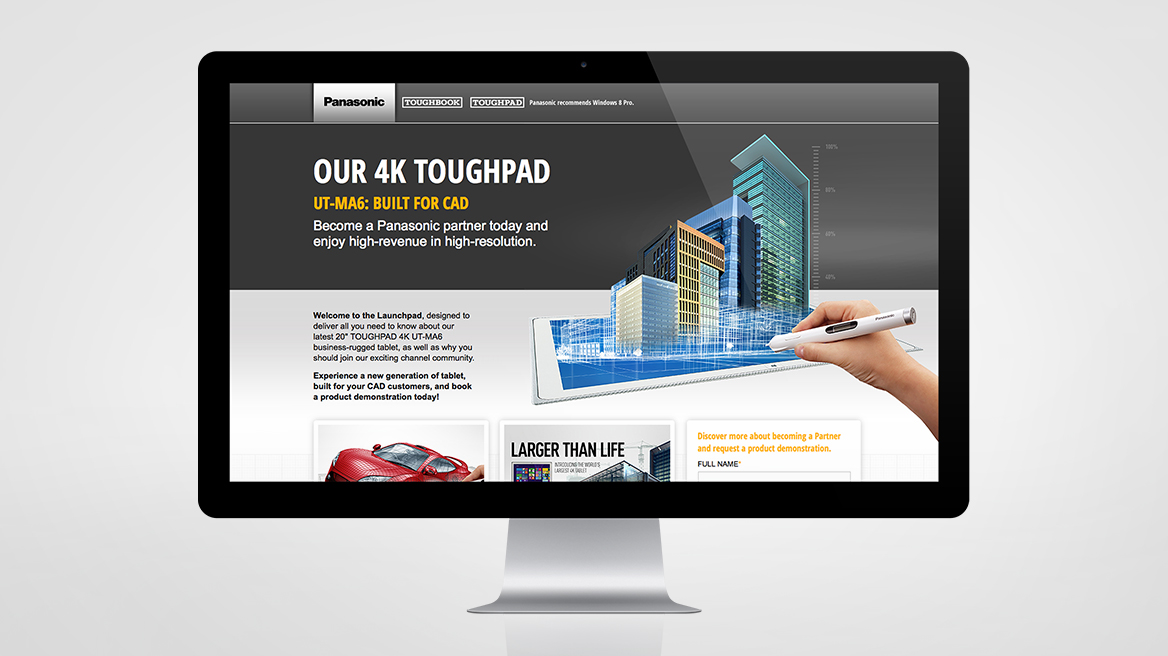 Panasonic TOUGHBOOK TOUGHPAD Panasonic recommends Windows 8 Pro.
OUR 4K TOUGHPAD
UT-MA6: BUILT FOR CAD
Become a Panasonic partner today and
enjoy high-revenue in high-resolution.
100%
80%
60%
40%
Panasonic
Welcome to the Launchpad, designed to
deliver all you need to know about our
latest 20" TOUGHPAD 4K UT-MA6
business-rugged tablet, as well as why you
should join our exciting channel community.
Experience a new generation of tablet,
built for your CAD customers, and book
a product demonstration today!
LARGER THAN LIFE
INTRODUCING THE WORLD'S
LARGEST 4K TABLET
Discover more about becoming a Partner
and request a product demonstration.
FULL NAME*